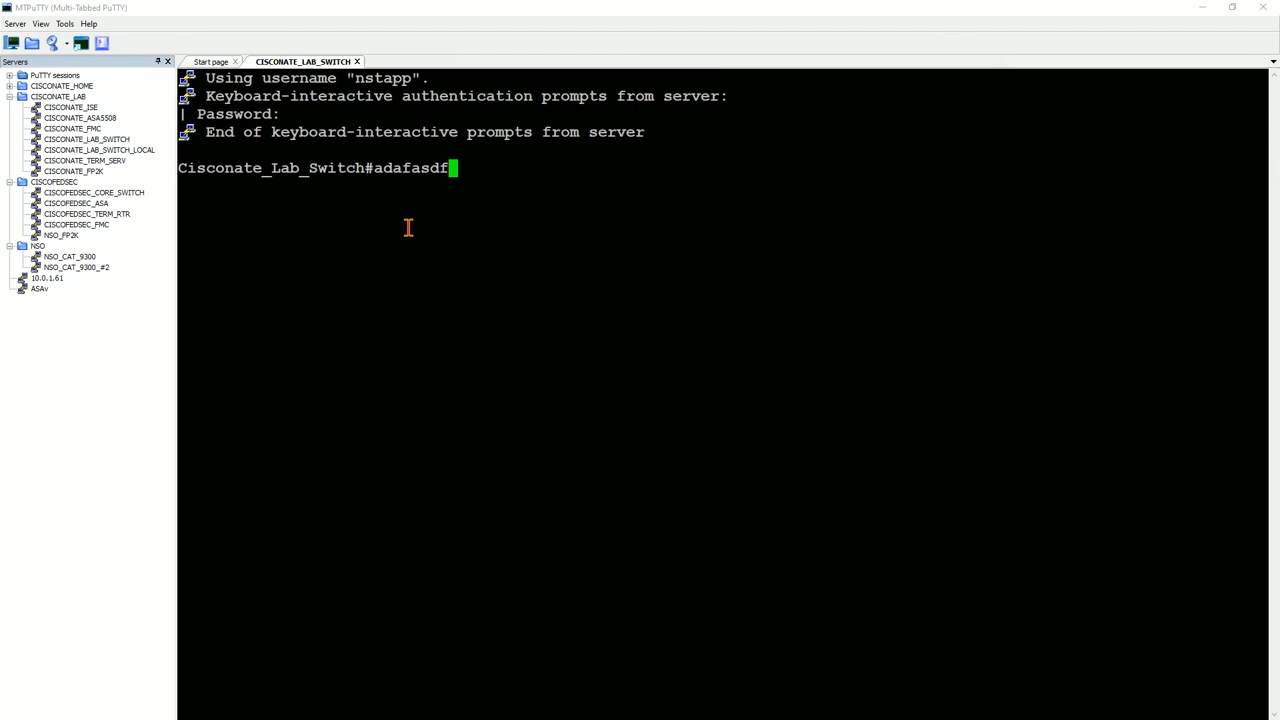 MTPuTTY (Multi-Tabbed PuTTY)
Server View Tools Help
Servers
Start page
CISCONATE_LAB_SWITCH
PuTTY sessions
CISCONATE_HOME
CISCONATE_LAB
CISCONATE_ISE
CISCONATE_ASA5508
CISCONATE_FMC
CISCONATE_LAB_SWITCH
CISCONATE_LAB_SWITCH_LOCAL
CISCONATE_TERM_SERV
CISCONATE_FP2K
CISCOFEDSEC
CISCOFEDSEC_CORE_SWITCH
CISCOFEDSEC_ASA
CISCOFEDSEC_TERM_RTR
CISCOFEDSEC_FMC
NSO_FP2K
NSO
NSO_CAT_9300
NSO_CAT_9300_#2
10.0.1.61
ASAv
Using username "nstapp".
Keyboard-interactive authentication prompts from server:
| Password:
End of keyboard-interactive prompts from server
Cisconate_Lab_Switch#adafasdf